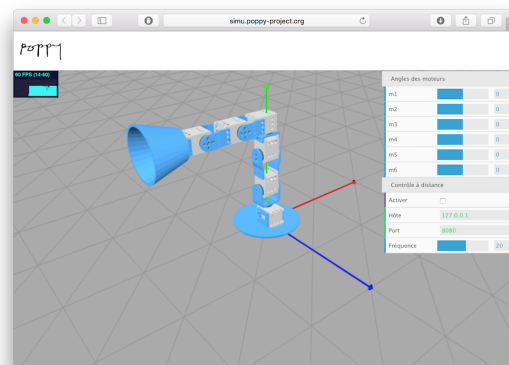 simu.poppy-project.org
poppy
60 FPS (14-60)
Angles des moteurs
m1 0
m2 0
m3 0
m4 0
m5 0
m6 0
Contrôle à distance
Activer
Hôte 127.0.0.1
Port 8080
Fréquence 20